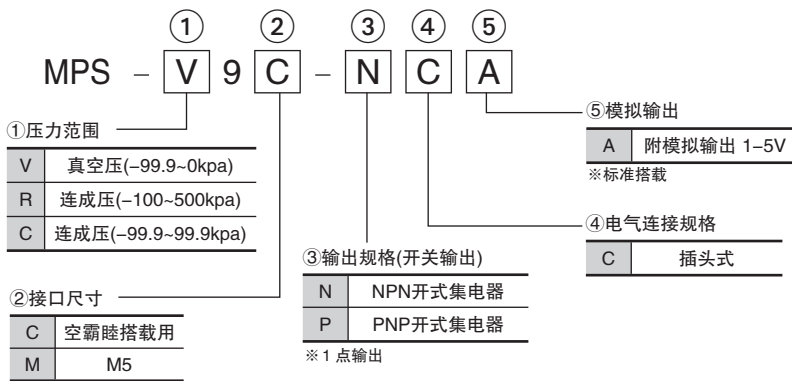 ① ② ③ ④ ⑤
MPS – V 9 C – N C A
①压力范围
V 真空压(–99.9~0kpa)
R 连成压(–100~500kpa)
C 连成压(–99.9~99.9kpa)
②接口尺寸
C 空霸睦搭载用
M M5
③输出规格(开关输出)
N NPN开式集电器
P PNP开式集电器
※1 点输出
⑤模拟输出
A 附模拟输出 1–5V
※标准搭载
④电气连接规格
C 插头式